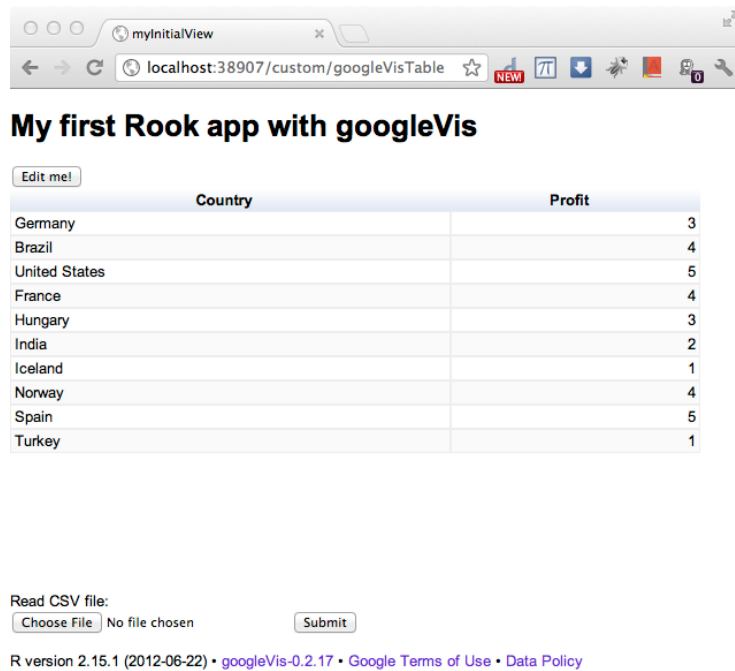 myInitialView
localhost:38907/custom/googleVisTable
NEW
π
0
My first Rook app with googleVis
Edit me!
Country Profit
Germany 3
Brazil 4
United States 5
France 4
Hungary 3
India 2
Iceland 1
Norway 4
Spain 5
Turkey 1
Read CSV file:
Choose File No file chosen Submit
R version 2.15.1 (2012-06-22) • googleVis-0.2.17 • Google Terms of Use • Data Policy